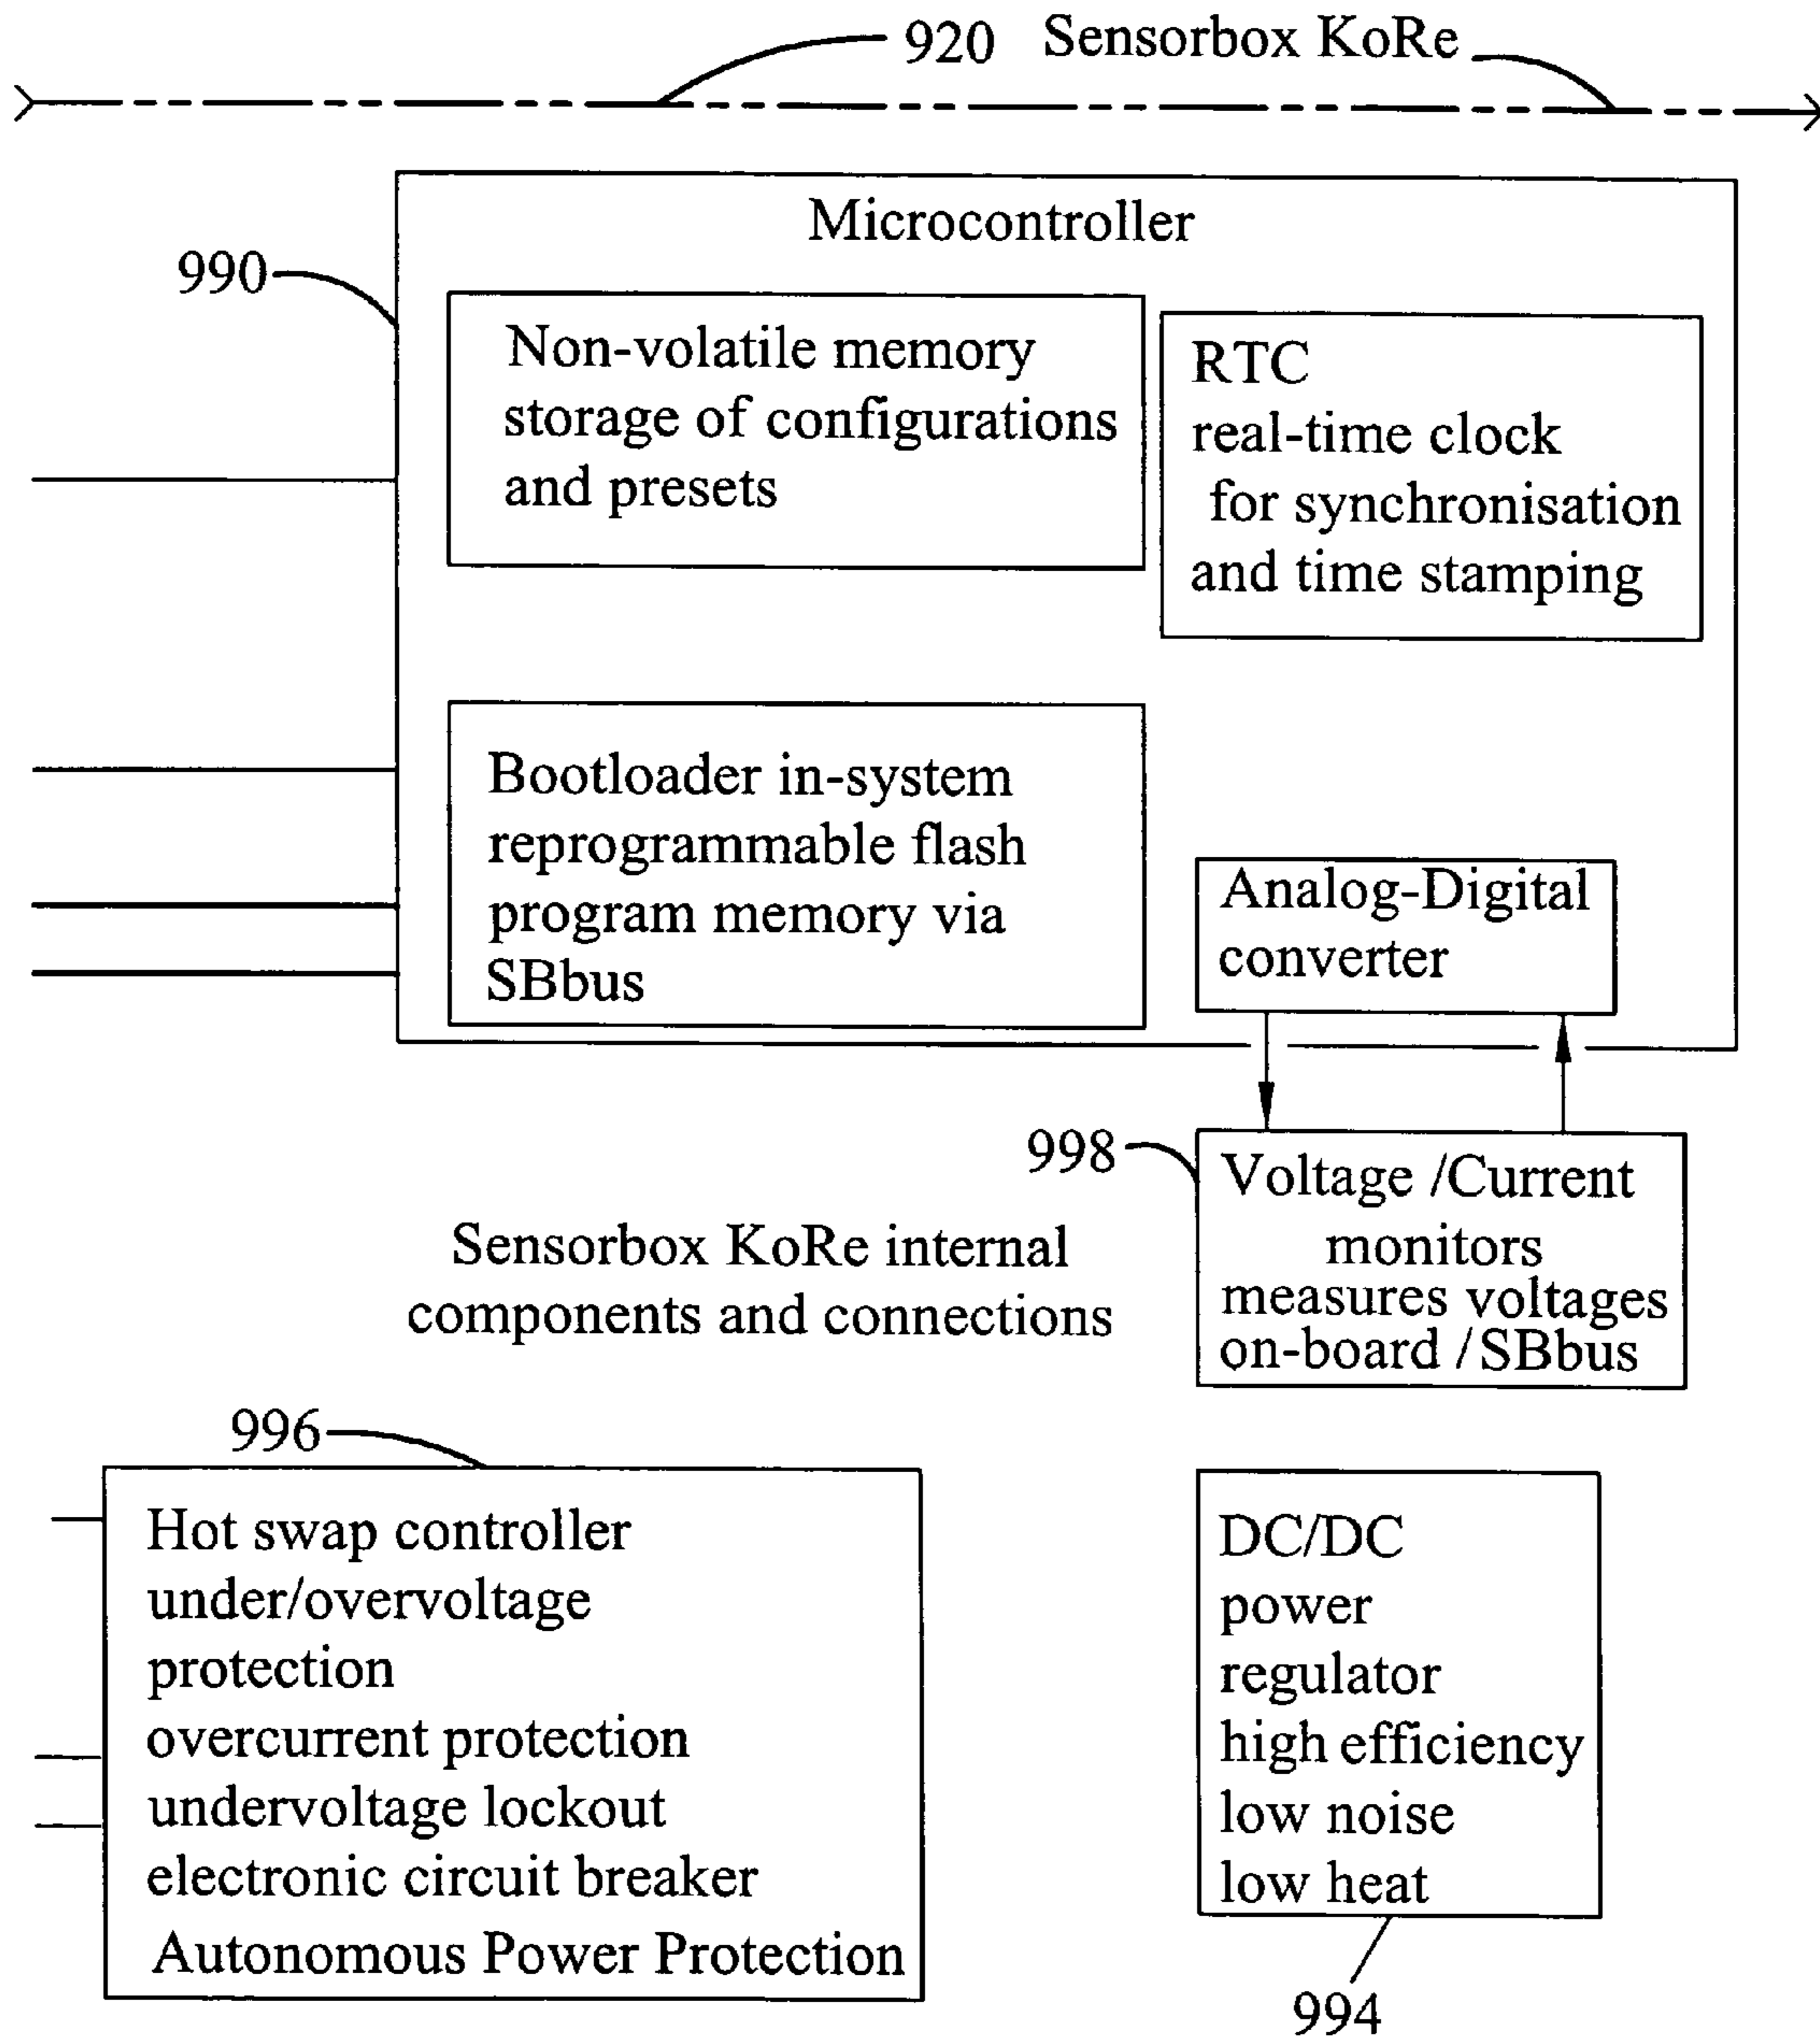 920 Sensorbox KoRe
Microcontroller
990
Non-volatile memory
storage of configurations
and presets
RTC
real-time clock
for synchronisation
and time stamping
Bootloader in-system
reprogrammable flash
program memory via
SBbus
Analog-Digital
converter
998
Voltage /Current
monitors
measures voltages
on-board / SBbus
Sensorbox KoRe internal
components and connections
996
Hot swap controller
under/overvoltage
protection
overcurrent protection
undervoltage lockout
electronic circuit breaker
Autonomous Power Protection
DC/DC
power
regulator
high efficiency
low noise
low heat
994